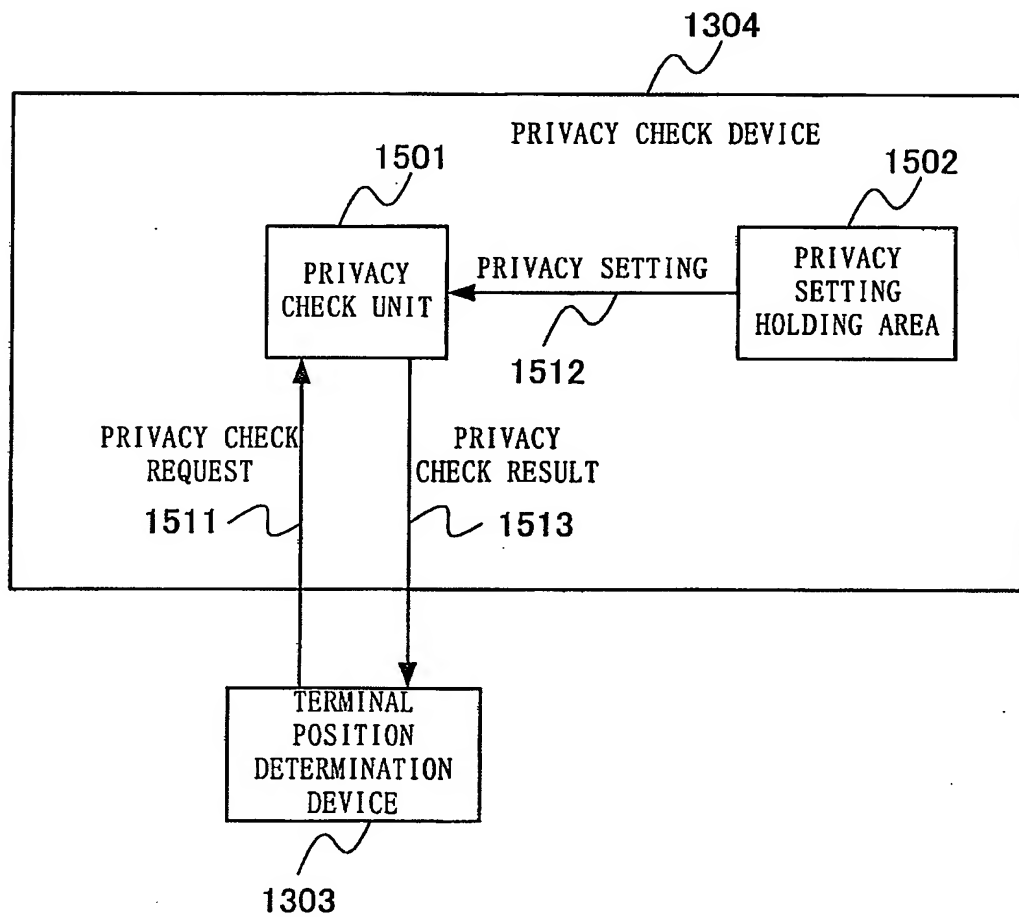 1304
PRIVACY CHECK DEVICE
1501
1502
PRIVACY
CHECK UNIT
PRIVACY SETTING
PRIVACY
SETTING
HOLDING AREA
1512
PRIVACY CHECK
REQUEST
PRIVACY
CHECK RESULT
1511
1513
TERMINAL
POSITION
DETERMINATION
DEVICE
1303